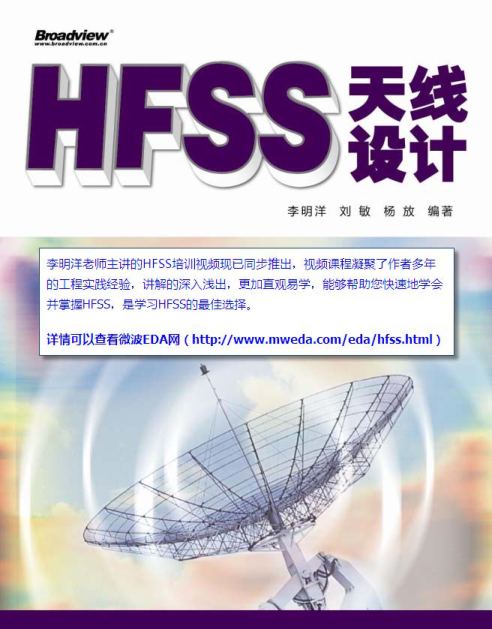 Broadview®
www.broadview.com.cn
HFSS天线
设计
李明洋 刘敏 杨放 编著
李明洋老师主讲的HFSS培训视频现已同步推出，视频课程凝聚了作者多年
的工程实践经验，讲解的深入浅出，更加直观易学，能够帮助您快速地学会
并掌握HFSS，是学习HFSS的最佳选择。
详情可以查看微波EDA网（http://www.mweda.com/eda/hfss.html）